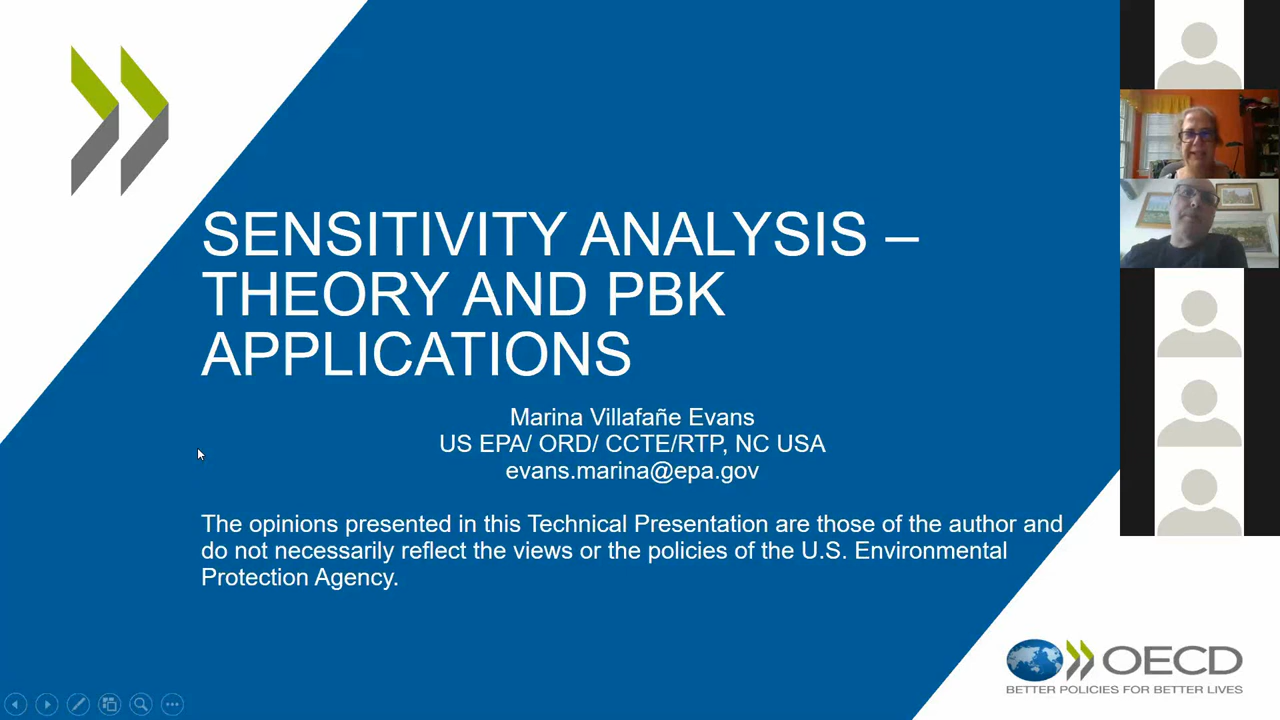 SENSITIVITY ANALYSIS –
THEORY AND PBK
APPLICATIONS
Marina Villafañe Evans
US EPA/ ORD/ CCTE/RTP, NC USA
evans.marina@epa.gov
The opinions presented in this Technical Presentation are those of the author and
do not necessarily reflect the views or the policies of the U.S. Environmental
Protection Agency.
OECD
BETTER POLICIES FOR BETTER LIVES